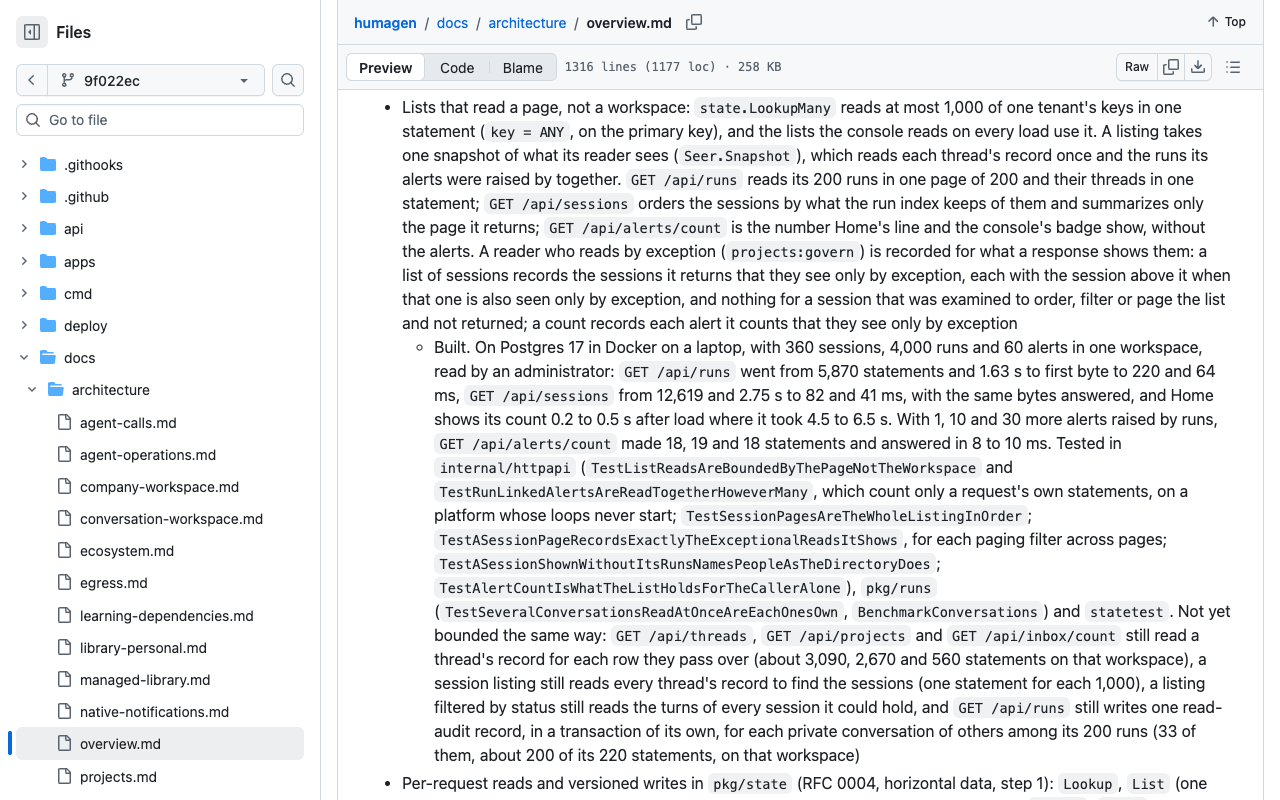 Files
9f022ec
Go to file
.githooks
.github
api
apps
cmd
deploy
docs
architecture
agent-calls.md
agent-operations.md
company-workspace.md
conversation-workspace.md
ecosystem.md
egress.md
learning-dependencies.md
library-personal.md
managed-library.md
native-notifications.md
overview.md
projects.md
humagen / docs / architecture / overview.md
Top
Preview Code Blame 1316 lines (1177 loc) · 258 KB Raw
• Lists that read a page, not a workspace: state.LookupMany reads at most 1,000 of one tenant's keys in one
statement ( key = ANY , on the primary key), and the lists the console reads on every load use it. A listing takes
one snapshot of what its reader sees ( Seer.Snapshot ), which reads each thread's record once and the runs its
alerts were raised by together. GET /api/runs reads its 200 runs in one page of 200 and their threads in one
statement; GET /api/sessions orders the sessions by what the run index keeps of them and summarizes only
the page it returns; GET /api/alerts/count is the number Home's line and the console's badge show, without
the alerts. A reader who reads by exception ( projects:govern ) is recorded for what a response shows them: a
list of sessions records the sessions it returns that they see only by exception, each with the session above it when
that one is also seen only by exception, and nothing for a session that was examined to order, filter or page the list
and not returned; a count records each alert it counts that they see only by exception
◦ Built. On Postgres 17 in Docker on a laptop, with 360 sessions, 4,000 runs and 60 alerts in one workspace,
read by an administrator: GET /api/runs went from 5,870 statements and 1.63 s to first byte to 220 and 64
ms, GET /api/sessions from 12,619 and 2.75 s to 82 and 41 ms, with the same bytes answered, and Home
shows its count 0.2 to 0.5 s after load where it took 4.5 to 6.5 s. With 1, 10 and 30 more alerts raised by runs,
GET /api/alerts/count made 18, 19 and 18 statements and answered in 8 to 10 ms. Tested in
internal/httpapi ( TestListReadsAreBoundedByThePageNotTheWorkspace and
TestRunLinkedAlertsAreReadTogetherHoweverMany , which count only a request's own statements, on a
platform whose loops never start; TestSessionPagesAreTheWholeListingInOrder ;
TestASessionPageRecordsExactlyTheExceptionalReadsItShows , for each paging filter across pages;
TestASessionShownWithoutItsRunsNamesPeopleAsTheDirectoryDoes ;
TestAlertCountIsWhatTheListHoldsForTheCallerAlone ), pkg/runs
( TestSeveralConversationsReadAtOnceAreEachOnesOwn , BenchmarkConversations ) and statetest . Not yet
bounded the same way: GET /api/threads , GET /api/projects and GET /api/inbox/count still read a
thread's record for each row they pass over (about 3,090, 2,670 and 560 statements on that workspace), a
session listing still reads every thread's record to find the sessions (one statement for each 1,000), a listing
filtered by status still reads the turns of every session it could hold, and GET /api/runs still writes one read-
audit record, in a transaction of its own, for each private conversation of others among its 200 runs (33 of
them, about 200 of its 220 statements, on that workspace)
• Per-request reads and versioned writes in pkg/state (RFC 0004, horizontal data, step 1): Lookup , List (one